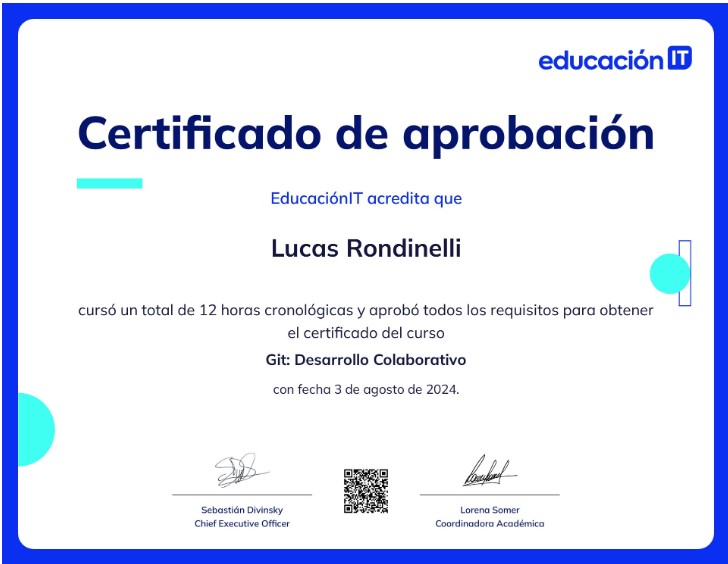 educación IT
Certificado de aprobación
EducaciónIT acredita que
Lucas Rondinelli
cursó un total de 12 horas cronológicas y aprobó todos los requisitos para obtener
el certificado del curso
Git: Desarrollo Colaborativo
con fecha 3 de agosto de 2024.
Sebastián Divinsky
Chief Executive Officer
Lorena Somer
Coordinadora Académica